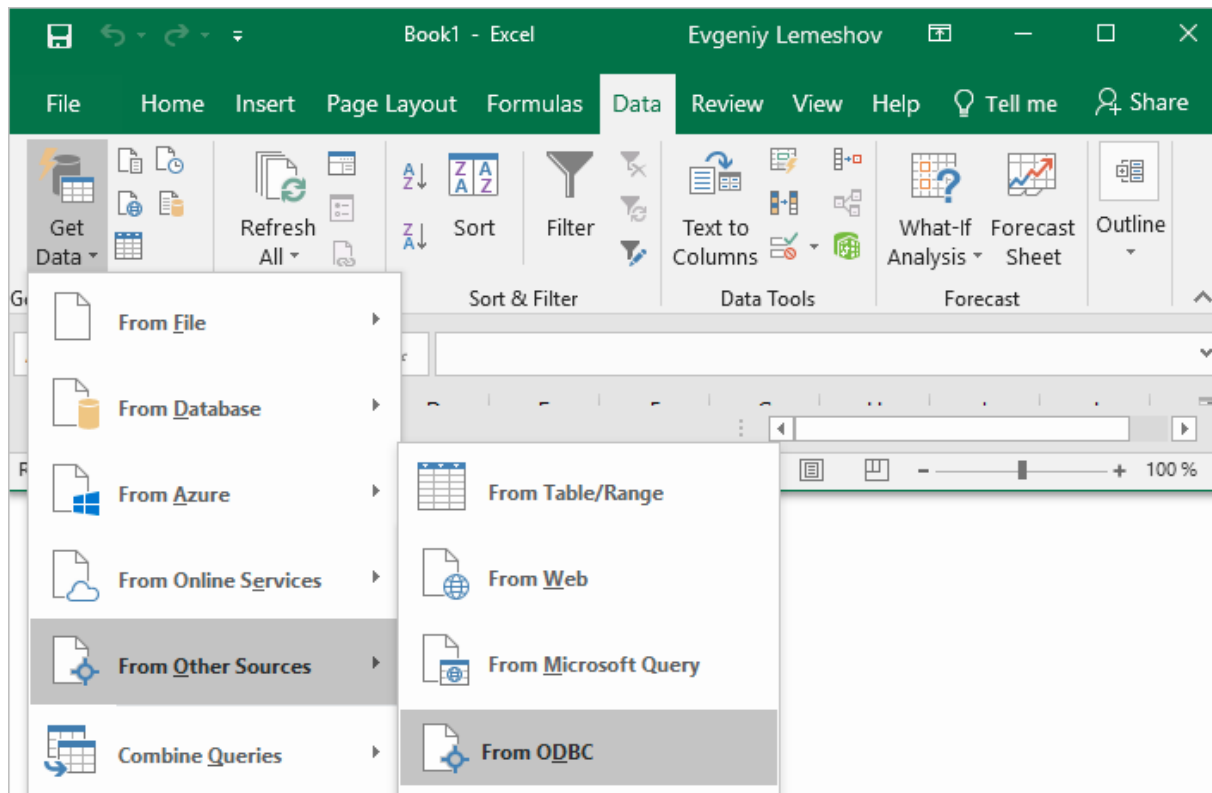 Book1 - Excel
Evgeniy Lemeshov
File Home Insert Page Layout Formulas Data Review View Help Tell me Share
Get
Data
Refresh
All
A
Z
Z
A
Z A
A Z
Sort
Filter
Text to
Columns
What-If
Analysis
Forecast
Sheet
Outline
Sort & Filter
Data Tools
Forecast
From File
From Database
From Azure
From Online Services
From Other Sources
Combine Queries
From Table/Range
From Web
From Microsoft Query
From ODBC
100 %